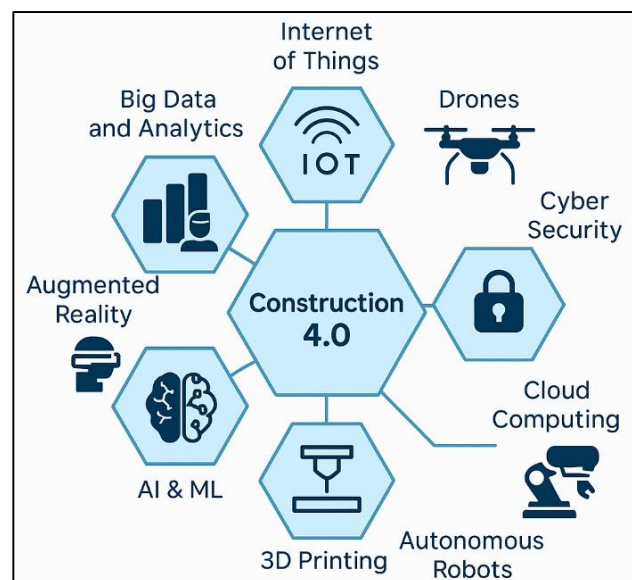 Internet
of Things
IOT
Big Data
and Analytics
Drones
Cyber
Security
Augmented
Reality
Construction
4.0
Cloud
Computing
AI & ML
3D Printing
Autonomous
Robots